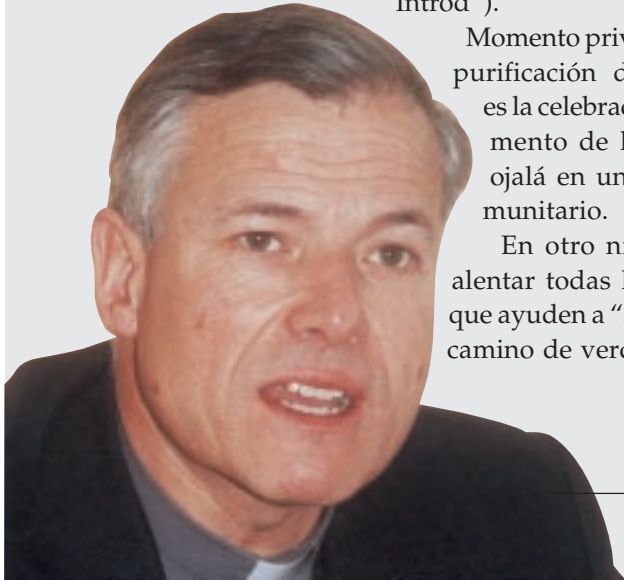 Introd ").
Momento priv
purificación d
es la celebrac
mento de l
ojalá en un
munitario.
En otro n
alentar todas l
que ayuden a "
camino de verd